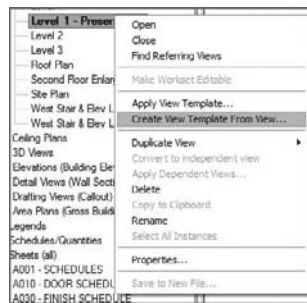 Level 1 - Presen
Level 2
Level 3
Roof Plan
Second Floor Enlar
Site Plan
West Stair & Elev L
West Stair & Elev L
Ceiling Plans
3D Views
Elevations (Building Ele
Detail Views (Wall Secti
Drafting Views (Callout)
Area Plans (Gross Buildi
Legends
Schedules/Quantities
Sheets (all)
A001 - SCHEDULES
A010 - DOOR SCHEDU
A030 - FINISH SCHEDULE
Open
Close
Find Referring Views
Make Workset Editable
Apply View Template...
Create View Template From View...
Duplicate View
Convert to independent view
Apply Dependent Views...
Delete
Copy to Clipboard
Rename
Select All Instances
Properties...
Save to New File...